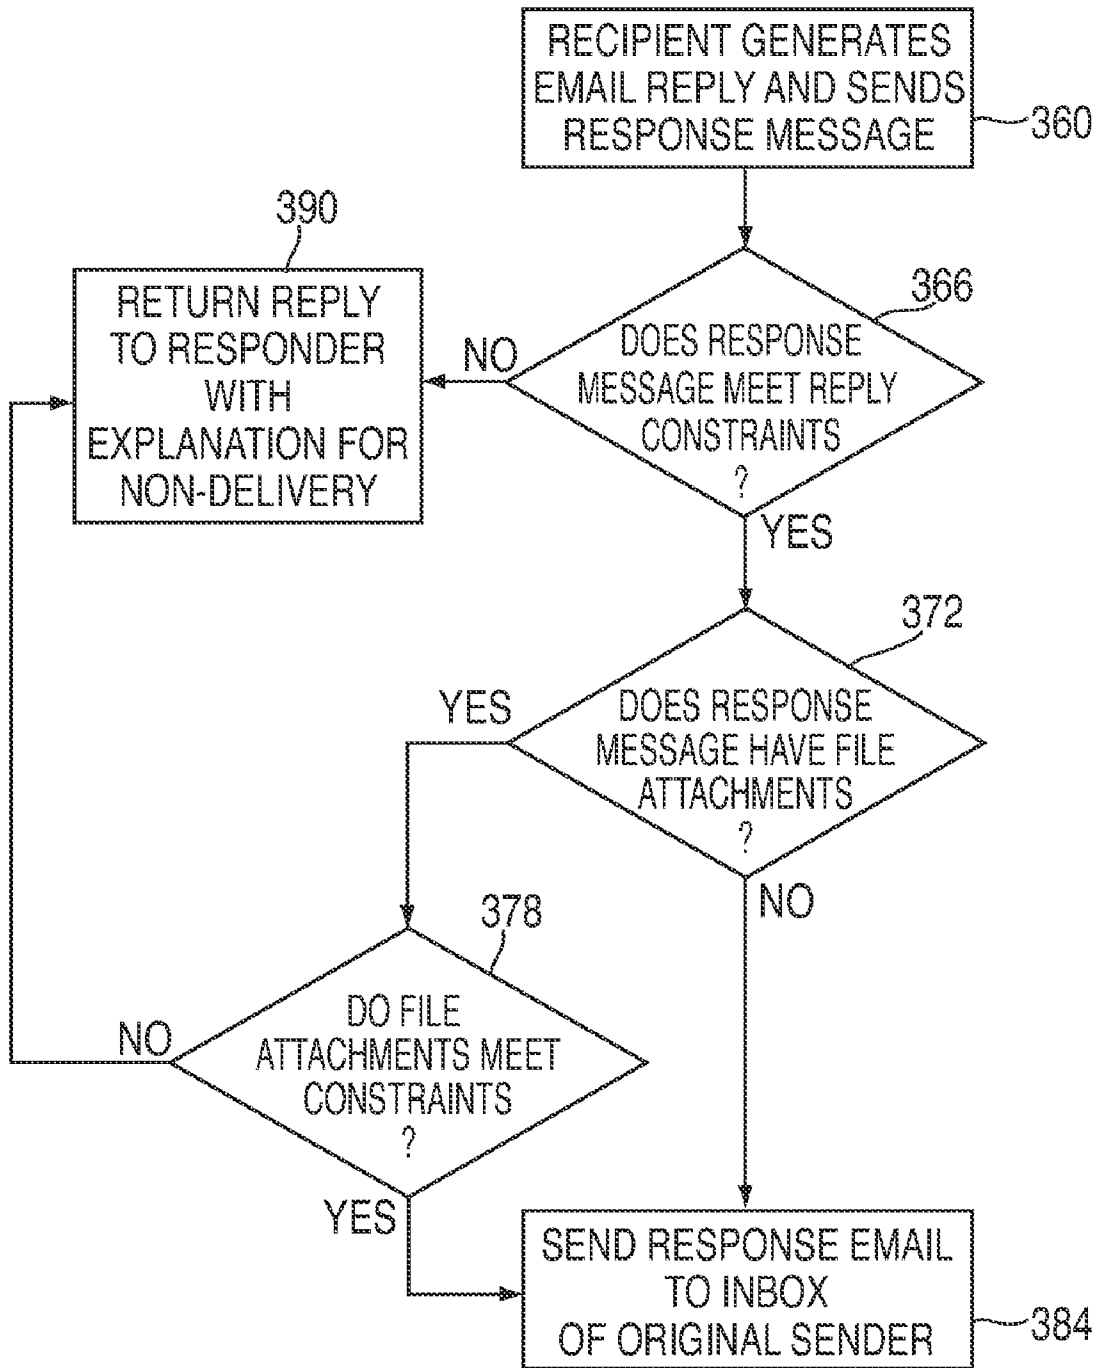 RECIPIENT GENERATES
EMAIL REPLY AND SENDS
RESPONSE MESSAGE
360
390
RETURN REPLY
TO RESPONDER
WITH
EXPLANATION FOR
NON-DELIVERY
366
NO
DOES RESPONSE
MESSAGE MEET REPLY
CONSTRAINTS
?
YES
372
YES
DOES RESPONSE
MESSAGE HAVE FILE
ATTACHMENTS
?
NO
378
NO
DO FILE
ATTACHMENTS MEET
CONSTRAINTS
?
YES
SEND RESPONSE EMAIL
TO INBOX
OF ORIGINAL SENDER
384